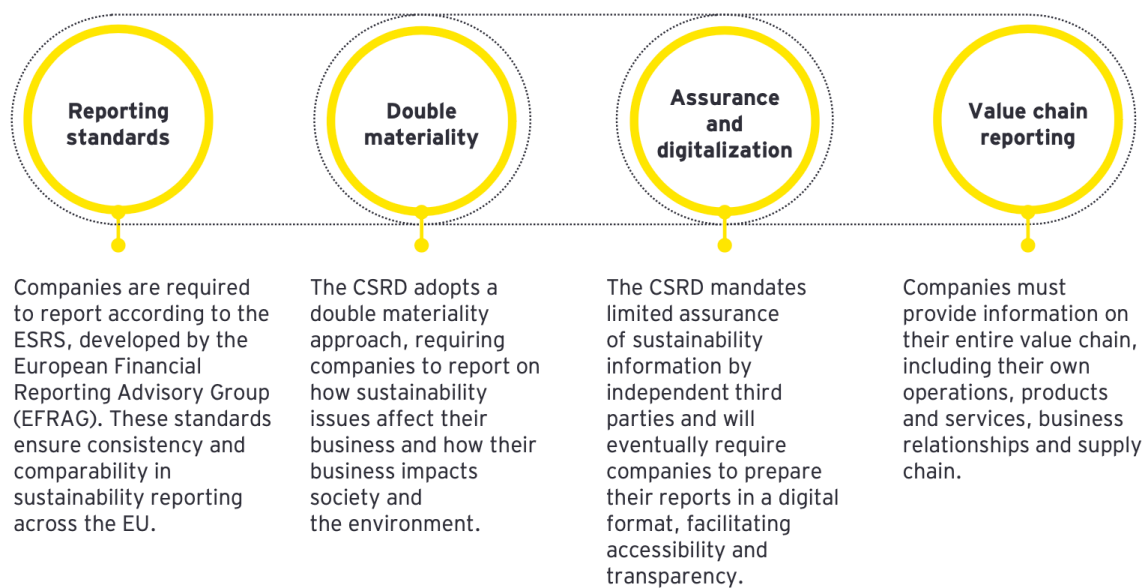 Reporting
standards
Double
materiality
Assurance
and
digitalization
Value chain
reporting
Companies are required
to report according to the
ESRS, developed by the
European Financial
Reporting Advisory Group
(EFRAG). These standards
ensure consistency and
comparability in
sustainability reporting
across the EU.
The CSRD adopts a
double materiality
approach, requiring
companies to report on
how sustainability
issues affect their
business and how their
business impacts
society and
the environment.
The CSRD mandates
limited assurance
of sustainability
information by
independent third
parties and will
eventually require
companies to prepare
their reports in a digital
format, facilitating
accessibility and
transparency.
Companies must
provide information on
their entire value chain,
including their own
operations, products
and services, business
relationships and supply
chain.